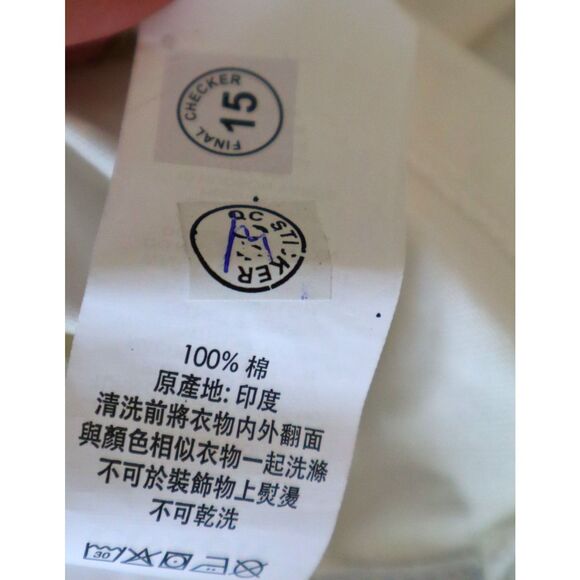 FINAL CHECKER
15
QC STICKER
100% 棉
原產地: 印度
清洗前將衣物內外翻面
與顏色相似衣物一起洗滌
不可於裝飾物上熨燙
不可乾洗
30